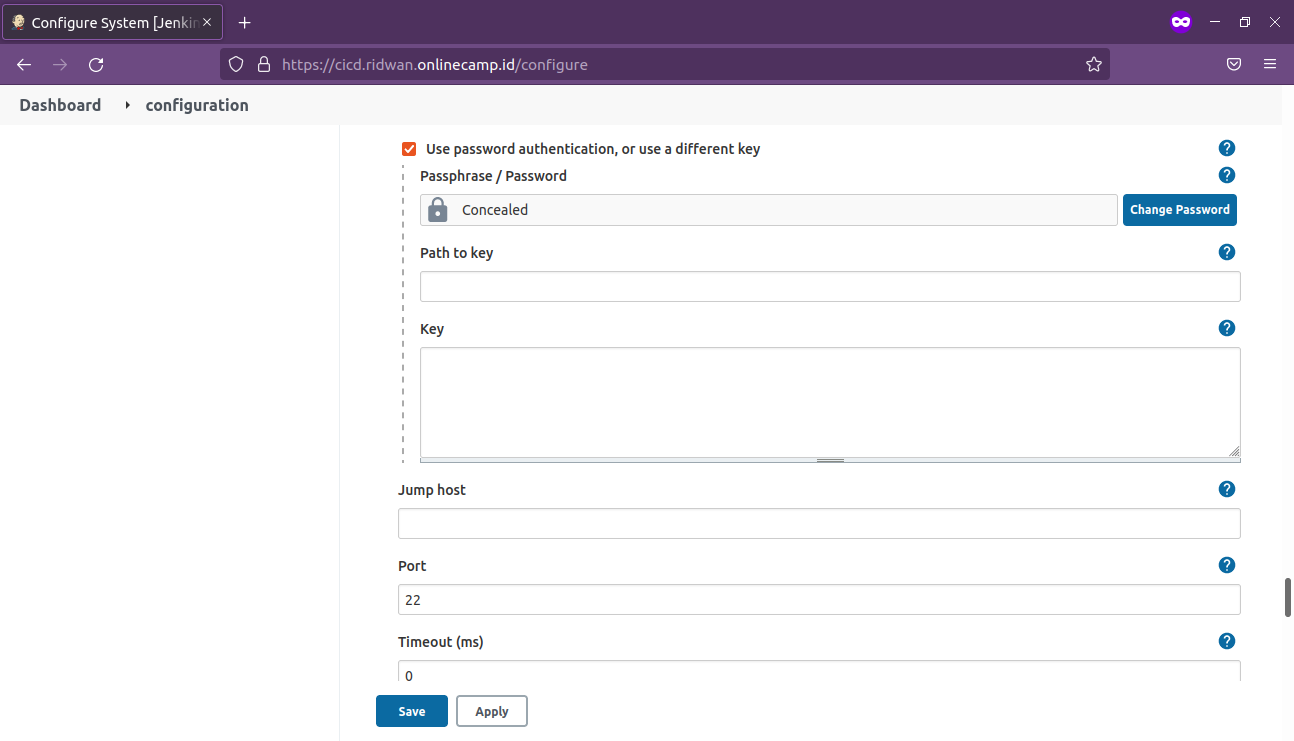 Configure System [Jenkin
https://cicd.ridwan.onlinecamp.id/configure
Dashboard configuration
Use password authentication, or use a different key
?
Passphrase / Password
?
Concealed
Change Password
Path to key
?
Key
?
Jump host
?
Port
?
22
Timeout (ms)
?
0
Save Apply